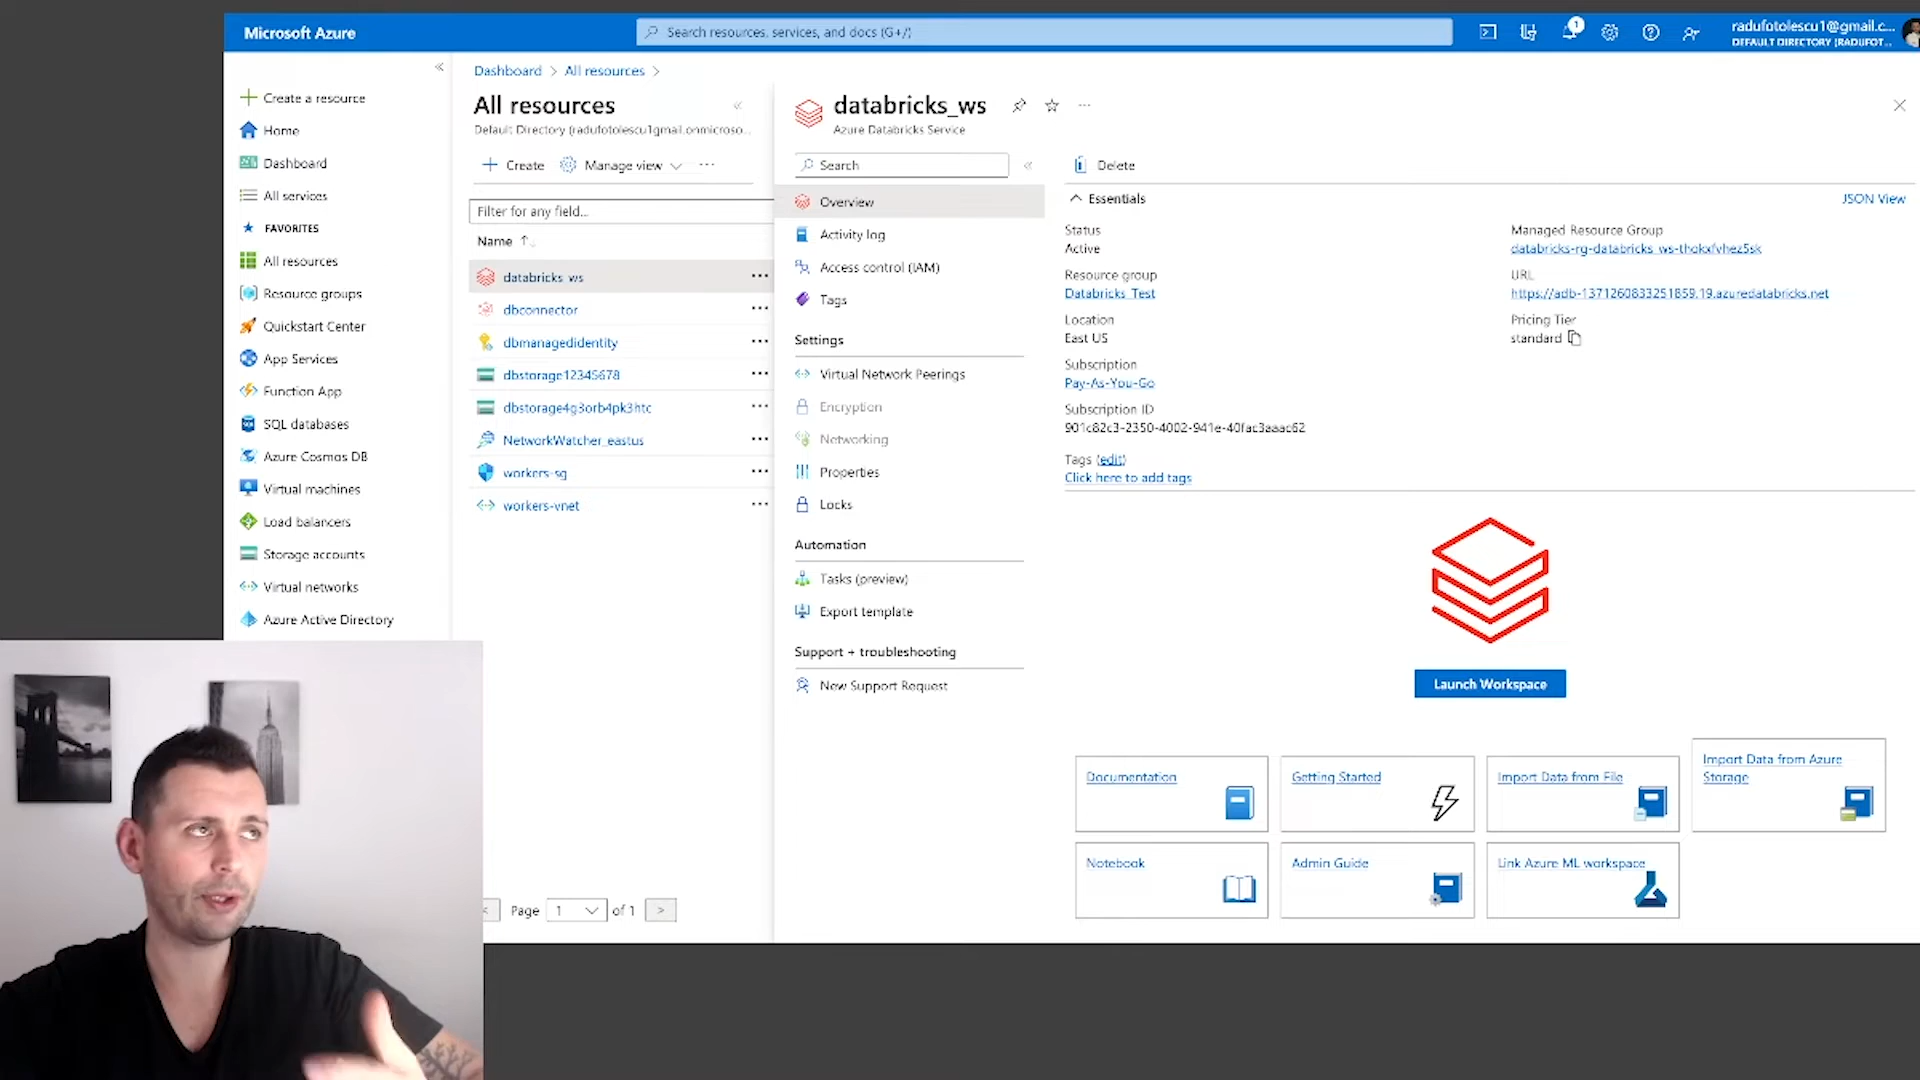 Microsoft Azure
Search resources, services, and docs (G+/)
1
radufotolescu1@gmail.c...
DEFAULT DIRECTORY (RADUFOT...
Create a resource
Home
Dashboard
All services
FAVORITES
All resources
Resource groups
Quickstart Center
App Services
Function App
SQL databases
Azure Cosmos DB
Virtual machines
Load balancers
Storage accounts
Virtual networks
Azure Active Directory
Dashboard > All resources >
All resources
Default Directory (radufotolescu1gmail.onmicroso...
Create
Manage view
Filter for any field...
Name
databricks_ws
dbconnector
dbmanagedidentity
dbstorage12345678
dbstorage4g3orb4pk3htc
NetworkWatcher_eastus
workers-sg
workers-vnet
Page 1 of 1
databricks_ws
Azure Databricks Service
Search
Overview
Activity log
Access control (IAM)
Tags
Settings
Virtual Network Peerings
Encryption
Networking
Properties
Locks
Automation
Tasks (preview)
Export template
Support + troubleshooting
New Support Request
Delete
Essentials
JSON View
Status
Active
Resource group
Databricks_Test
Location
East US
Subscription
Pay-As-You-Go
Subscription ID
901c82c3-2350-4002-941e-40fac3aaac62
Tags (edit)
Click here to add tags
Managed Resource Group
databricks-rg-databricks_ws-thokxfvhez5sk
URL
https://adb-1371260833251859.19.azuredatabricks.net
Pricing Tier
standard
Launch Workspace
Documentation
Getting Started
Import Data from File
Import Data from Azure
Storage
Notebook
Admin Guide
Link Azure ML workspace